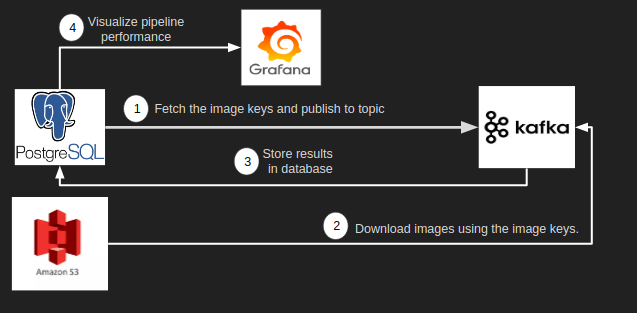 4 Visualize pipeline
performance
Grafana
1 Fetch the image keys and publish to topic
PostgreSQL
kafka
3 Store results
in database
2 Download images using the image keys.
Amazon S3